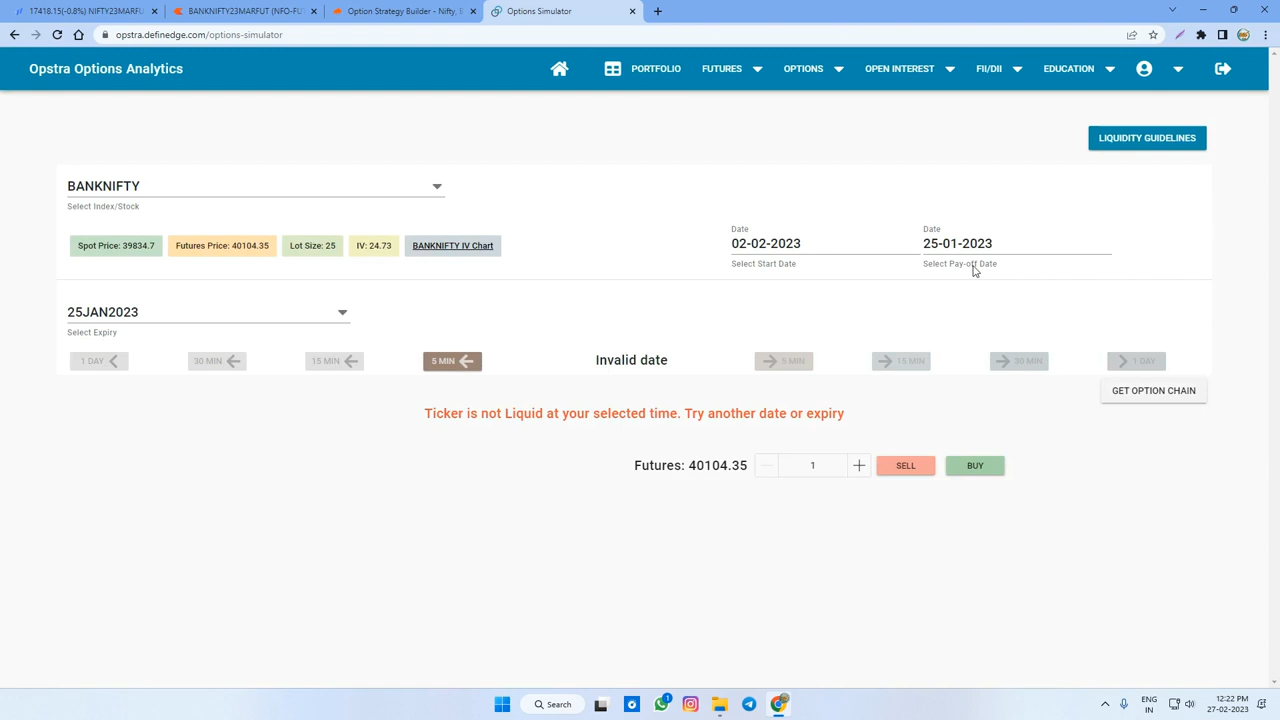 17418.15(-0.8%) NIFTY23MARFU
BANKNIFTY23MARFUT (NFO-FUT
Option Strategy Builder - Nifty, B
Options Simulator
opstra.definedge.com/options-simulator
Opstra Options Analytics
PORTFOLIO
FUTURES
OPTIONS
OPEN INTEREST
FII/DII
EDUCATION
LIQUIDITY GUIDELINES
BANKNIFTY
Select Index/Stock
Spot Price: 39834.7
Futures Price: 40104.35
Lot Size: 25
IV: 24.73
BANKNIFTY IV Chart
Date
02-02-2023
Select Start Date
Date
25-01-2023
Select Pay-off Date
25JAN2023
Select Expiry
1 DAY
30 MIN
15 MIN
5 MIN
Invalid date
5 MIN
15 MIN
30 MIN
1 DAY
GET OPTION CHAIN
Ticker is not Liquid at your selected time. Try another date or expiry
Futures: 40104.35
1
SELL
BUY
Search
1
ENG
IN
12:22 PM
27-02-2023